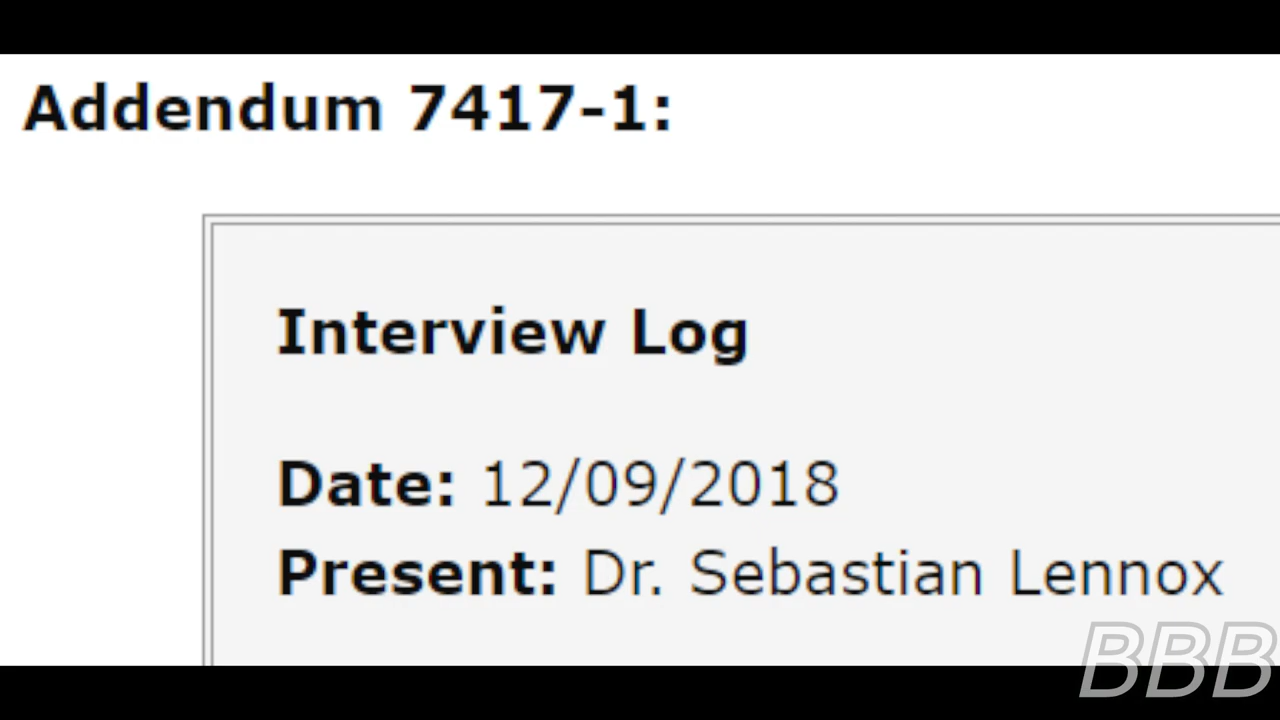 Addendum 7417-1:
Interview Log
Date: 12/09/2018
Present: Dr. Sebastian Lennox
BBB